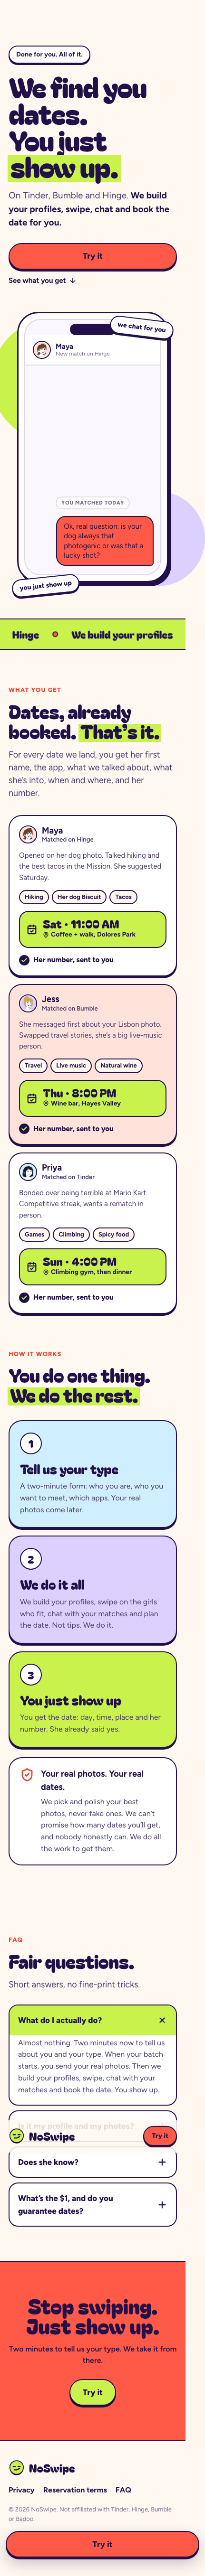 Done for you. All of it.
We find you
dates.
You just
show up.
On Tinder, Bumble and Hinge. We build
your profiles, swipe, chat and book the
date for you.
Try it
See what you get ↓
we chat for you
Maya
New match on Hinge
YOU MATCHED TODAY
Ok, real question: is your
dog always that
photogenic or was that a
lucky shot?
you just show up
Hinge
We build your profiles
WHAT YOU GET
Dates, already
booked. That's it.
For every date we land, you get her first
name, the app, what we talked about, what
she's into, when and where, and her
number.
Maya
Matched on Hinge
Opened on her dog photo. Talked hiking and
the best tacos in the Mission. She suggested
Saturday.
Hiking
Her dog Biscuit
Tacos
Sat · 11:00 AM
Coffee + walk, Dolores Park
Her number, sent to you
Jess
Matched on Bumble
She messaged first about your Lisbon photo.
Swapped travel stories, she's a big live-music
person.
Travel
Live music
Natural wine
Thu · 8:00 PM
Wine bar, Hayes Valley
Her number, sent to you
Priya
Matched on Tinder
Bonded over being terrible at Mario Kart.
Competitive streak, wants a rematch in
person.
Games
Climbing
Spicy food
Sun · 4:00 PM
Climbing gym, then dinner
Her number, sent to you
HOW IT WORKS
You do one thing.
We do the rest.
1
Tell us your type
A two-minute form: who you are, who you
want to meet, which apps. Your real
photos come later.
2
We do it all
We build your profiles, swipe on the girls
who fit, chat with your matches and plan
the date. Not tips. We do it.
3
You just show up
You get the date: day, time, place and her
number. She already said yes.
Your real photos. Your real
dates.
We pick and polish your best
photos, never fake ones. We can't
promise how many dates you'll get,
and nobody honestly can. We do all
the work to get them.
FAQ
Fair questions.
Short answers, no fine-print tricks.
What do I actually do?
Almost nothing. Two minutes now to tell us
about you and your type. When your batch
starts, you send your real photos. Then we
build your profiles, swipe, chat with your
matches and book the date. You show up.
Is it my profile and my photos?
NoSwipe
Try it
Does she know?
What's the $1, and do you
guarantee dates?
Stop swiping.
Just show up.
Two minutes to tell us your type. We take it from
there.
Try it
NoSwipe
Privacy
Reservation terms
FAQ
© 2026 NoSwipe. Not affiliated with Tinder, Hinge, Bumble
or Badoo.
Try it